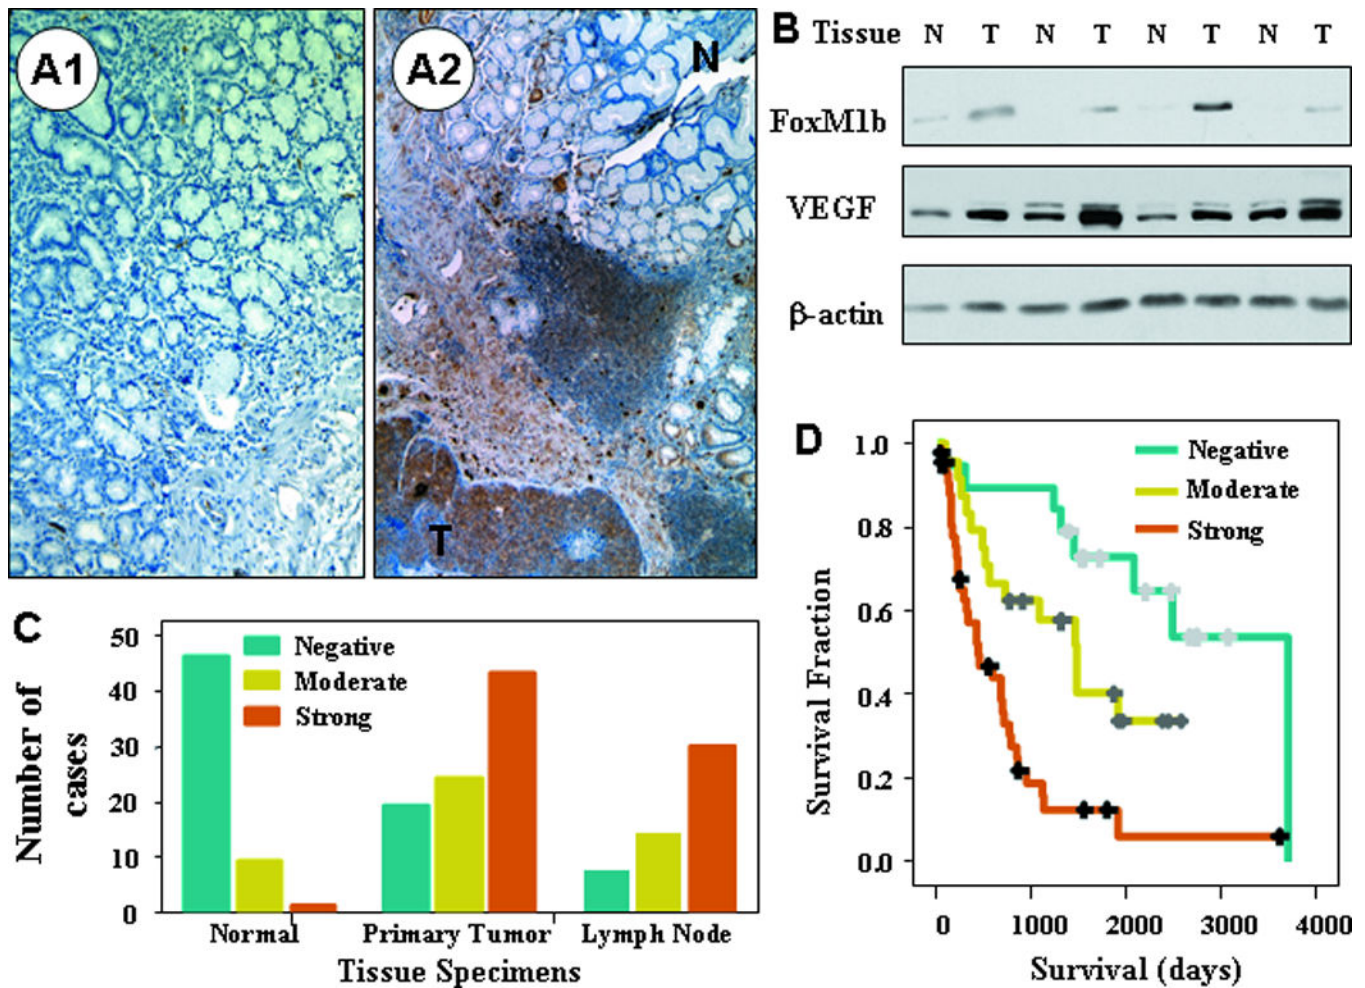 A1
A2
N
T
B Tissue N T N T N T N T
FoxM1b
VEGF
β-actin
C
Number of
cases
50
40
30
20
10
0
Negative
Moderate
Strong
Normal Primary Tumor Lymph Node
Tissue Specimens
D
Survival Fraction
1.0
0.8
0.6
0.4
0.2
0.0
Negative
Moderate
Strong
0 1000 2000 3000 4000
Survival (days)